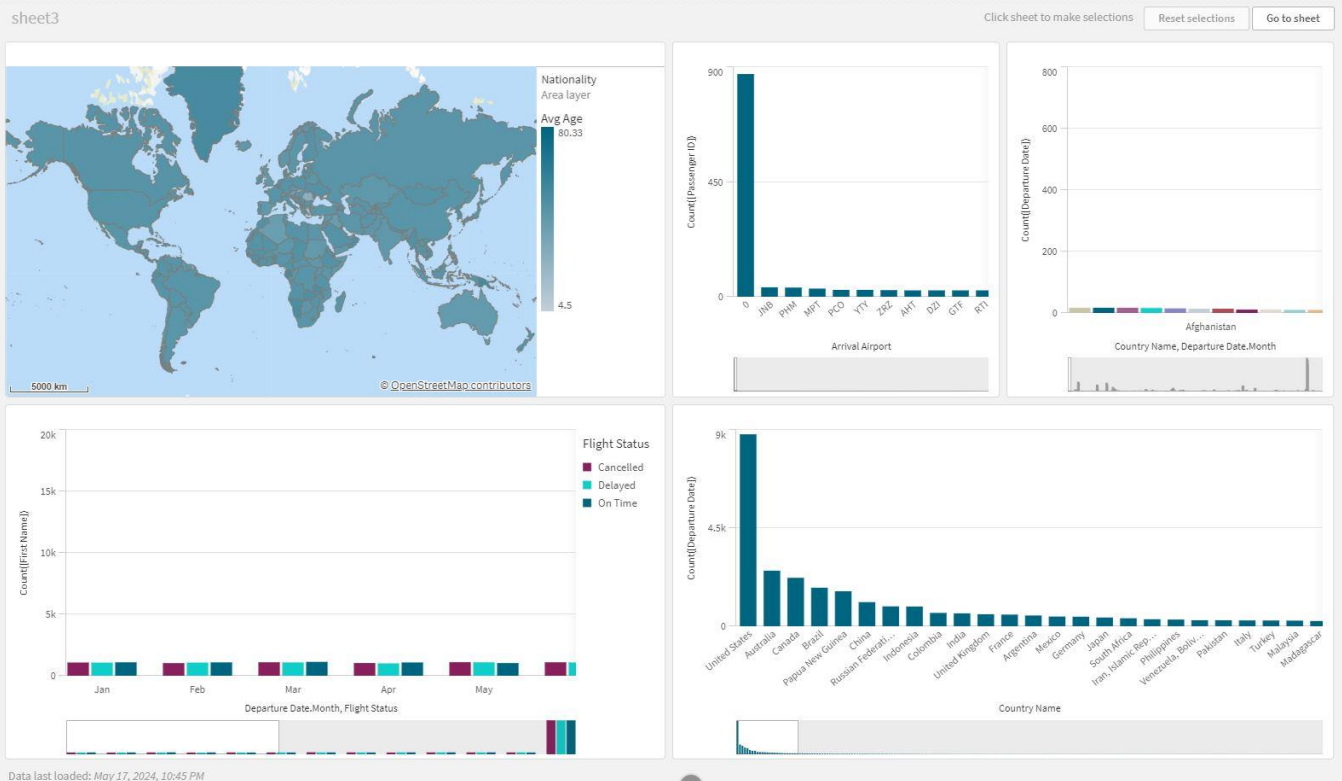 sheet3
Click sheet to make selections
Reset selections
Go to sheet
Nationality
Area layer
Avg Age
80.33
4.5
5000 km
© OpenStreetMap contributors
Count([Passenger ID])
900
450
0
0
JNB
PHM
MPT
PCO
YTY
ZRZ
AHT
DZI
GTF
RTI
Arrival Airport
Count([Departure Date])
800
600
400
200
0
Afghanistan
Country Name, Departure Date.Month
Count([First Name])
20k
15k
10k
5k
0
Jan
Feb
Mar
Apr
May
Departure Date.Month, Flight Status
Flight Status
Cancelled
Delayed
On Time
Count([Departure Date])
9k
4.5k
0
United States
Australia
Canada
Brazil
Papua New Guinea
China
Russian Federati...
Indonesia
Colombia
India
United Kingdom
France
Argentina
Mexico
Germany
Japan
South Africa
Iran, Islamic Rep...
Philippines
Venezuela, Boliv...
Pakistan
Italy
Turkey
Malaysia
Madagascar
Country Name
Data last loaded: May 17, 2024, 10:45 PM